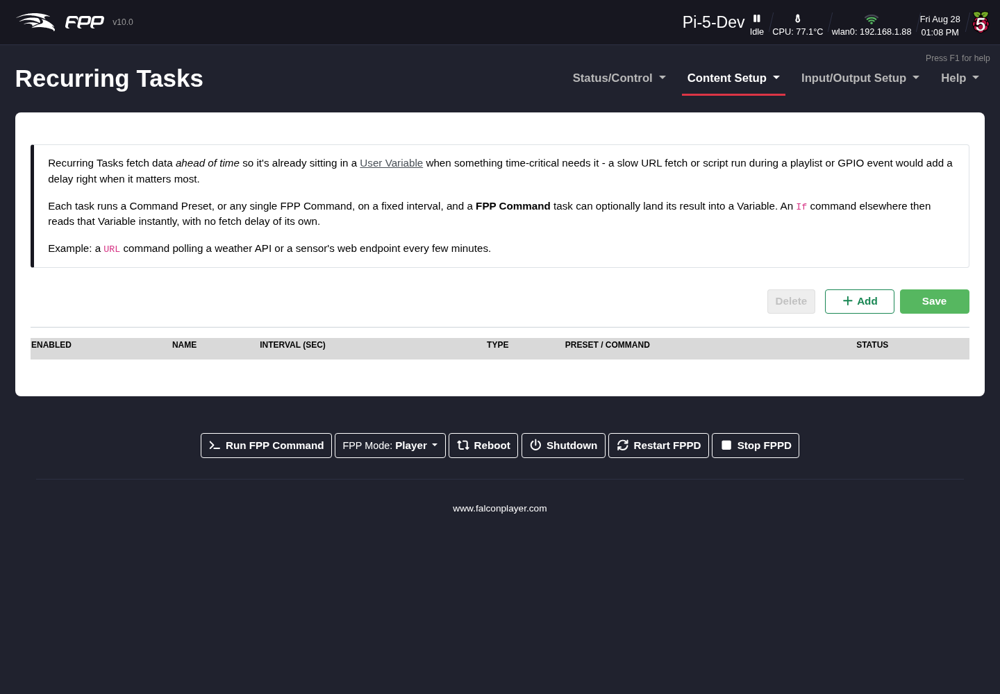 FPP v10.0
Pi-5-Dev
Idle
CPU: 77.1°C
wlan0: 192.168.1.88
Fri Aug 28
01:08 PM
5
Press F1 for help
Recurring Tasks
Status/Control
Content Setup
Input/Output Setup
Help
Recurring Tasks fetch data ahead of time so it's already sitting in a User Variable when something time-critical needs it - a slow URL fetch or script run during a playlist or GPIO event would add a
delay right when it matters most.
Each task runs a Command Preset, or any single FPP Command, on a fixed interval, and a FPP Command task can optionally land its result into a Variable. An If command elsewhere then
reads that Variable instantly, with no fetch delay of its own.
Example: a URL command polling a weather API or a sensor's web endpoint every few minutes.
Delete
Add
Save
ENABLED NAME INTERVAL (SEC) TYPE PRESET / COMMAND STATUS
Run FPP Command
FPP Mode: Player
Reboot
Shutdown
Restart FPPD
Stop FPPD
www.falconplayer.com